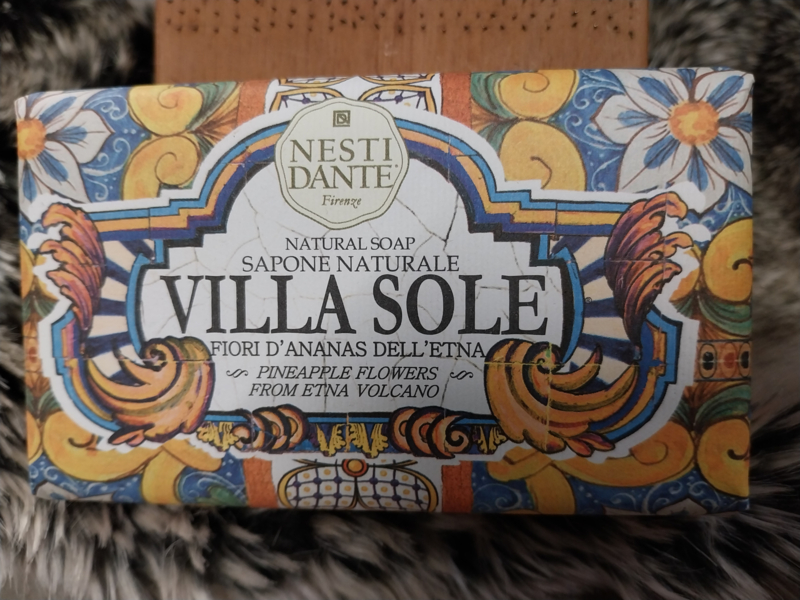 NESTI
DANTE
Firenze
NATURAL SOAP
SAPONE NATURALE
VILLA SOLE
FIORI D'ANANAS DELL'ETNA
PINEAPPLE FLOWERS
FROM ETNA VOLCANO